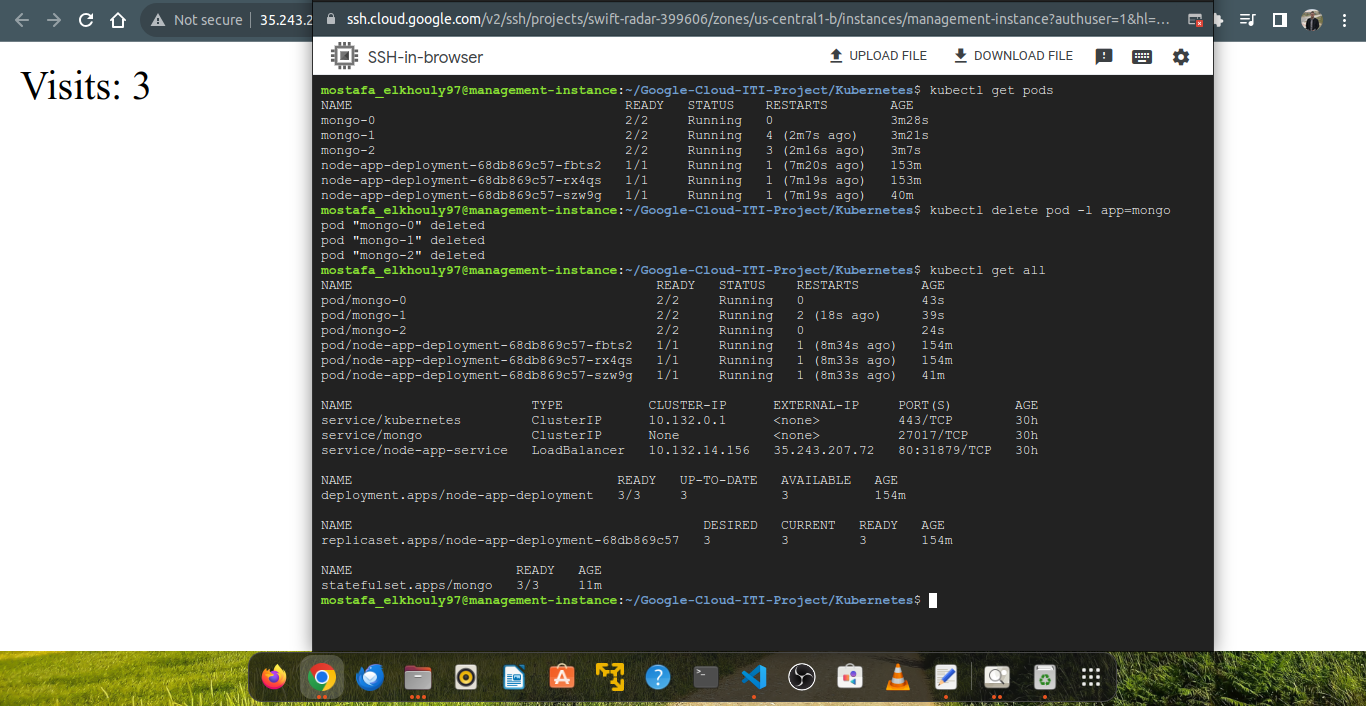 Not secure
35.243.2
ssh.cloud.google.com/v2/ssh/projects/swift-radar-399606/zones/us-central1-b/instances/management-instance?authuser=1&hl=...
Visits: 3
SSH-in-browser
UPLOAD FILE
DOWNLOAD FILE
mostafa_elkhouly97@management-instance:~/Google-Cloud-ITI-Project/Kubernetes$ kubectl get pods
NAME READY STATUS RESTARTS AGE
mongo-0 2/2 Running 0 3m28s
mongo-1 2/2 Running 4 (2m7s ago) 3m21s
mongo-2 2/2 Running 3 (2m16s ago) 3m7s
node-app-deployment-68db869c57-fbts2 1/1 Running 1 (7m20s ago) 153m
node-app-deployment-68db869c57-rx4qs 1/1 Running 1 (7m19s ago) 153m
node-app-deployment-68db869c57-szw9g 1/1 Running 1 (7m19s ago) 40m
mostafa_elkhouly97@management-instance:~/Google-Cloud-ITI-Project/Kubernetes$ kubectl delete pod -l app=mongo
pod "mongo-0" deleted
pod "mongo-1" deleted
pod "mongo-2" deleted
mostafa_elkhouly97@management-instance:~/Google-Cloud-ITI-Project/Kubernetes$ kubectl get all
NAME READY STATUS RESTARTS AGE
pod/mongo-0 2/2 Running 0 43s
pod/mongo-1 2/2 Running 2 (18s ago) 39s
pod/mongo-2 2/2 Running 0 24s
pod/node-app-deployment-68db869c57-fbts2 1/1 Running 1 (8m34s ago) 154m
pod/node-app-deployment-68db869c57-rx4qs 1/1 Running 1 (8m33s ago) 154m
pod/node-app-deployment-68db869c57-szw9g 1/1 Running 1 (8m33s ago) 41m
NAME TYPE CLUSTER-IP EXTERNAL-IP PORT(S) AGE
service/kubernetes ClusterIP 10.132.0.1 <none> 443/TCP 30h
service/mongo ClusterIP None <none> 27017/TCP 30h
service/node-app-service LoadBalancer 10.132.14.156 35.243.207.72 80:31879/TCP 30h
NAME READY UP-TO-DATE AVAILABLE AGE
deployment.apps/node-app-deployment 3/3 3 3 154m
NAME DESIRED CURRENT READY AGE
replicaset.apps/node-app-deployment-68db869c57 3 3 3 154m
NAME READY AGE
statefulset.apps/mongo 3/3 11m
mostafa_elkhouly97@management-instance:~/Google-Cloud-ITI-Project/Kubernetes$